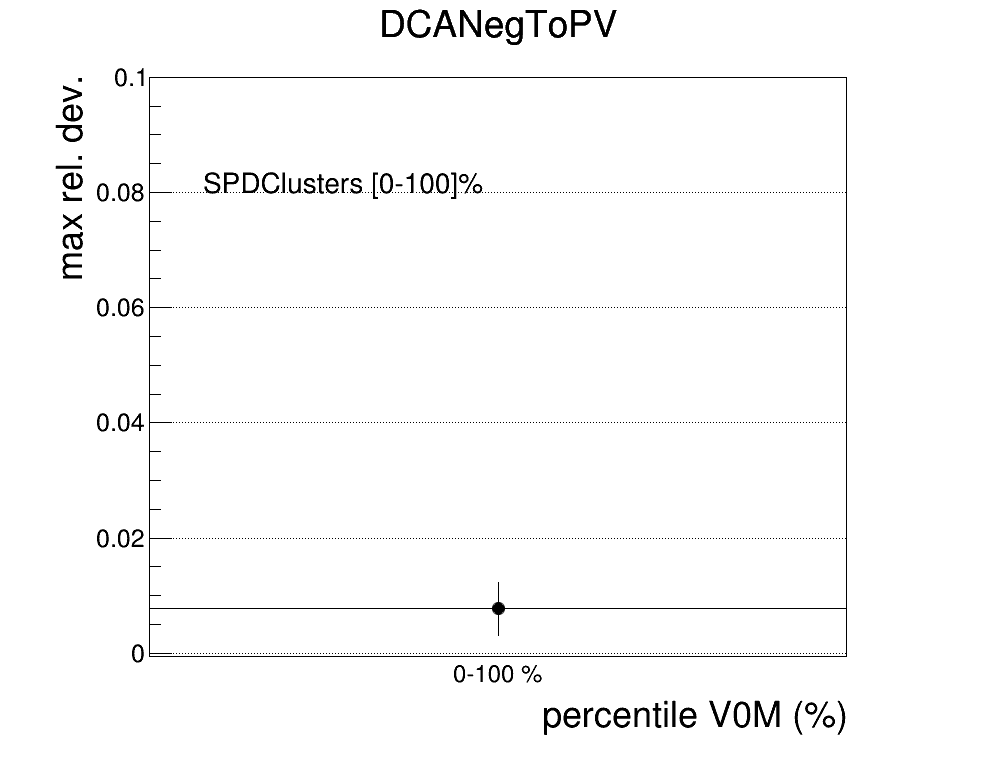 DCANegToPV
max rel. dev.
0.1
SPDClusters [0-100]%
0.08
0.06
0.04
0.02
0
0-100 %
percentile V0M (%)